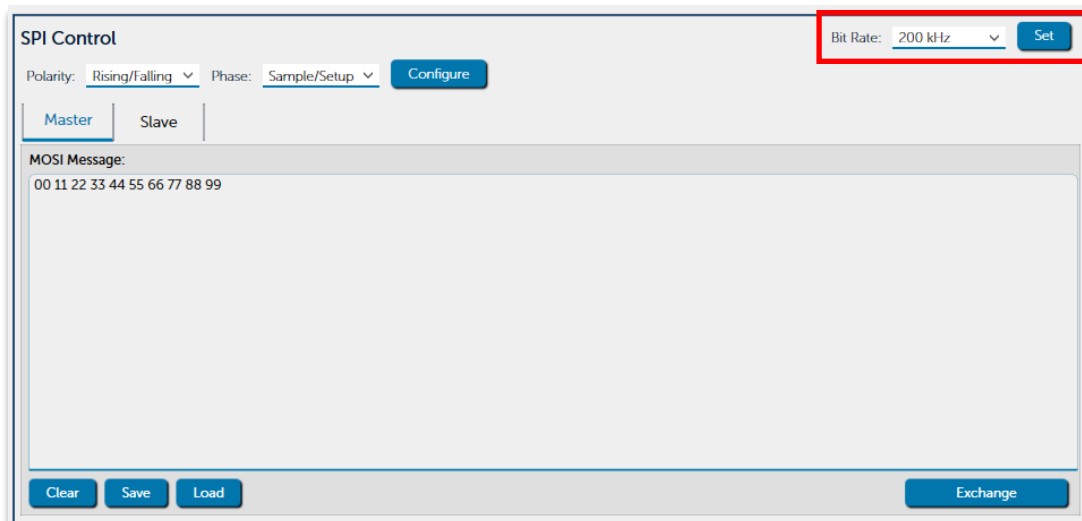 SPI Control
Bit Rate: 200 kHz Set
Polarity: Rising/Falling Phase: Sample/Setup Configure
Master Slave
MOSI Message:
00 11 22 33 44 55 66 77 88 99
Clear Save Load Exchange